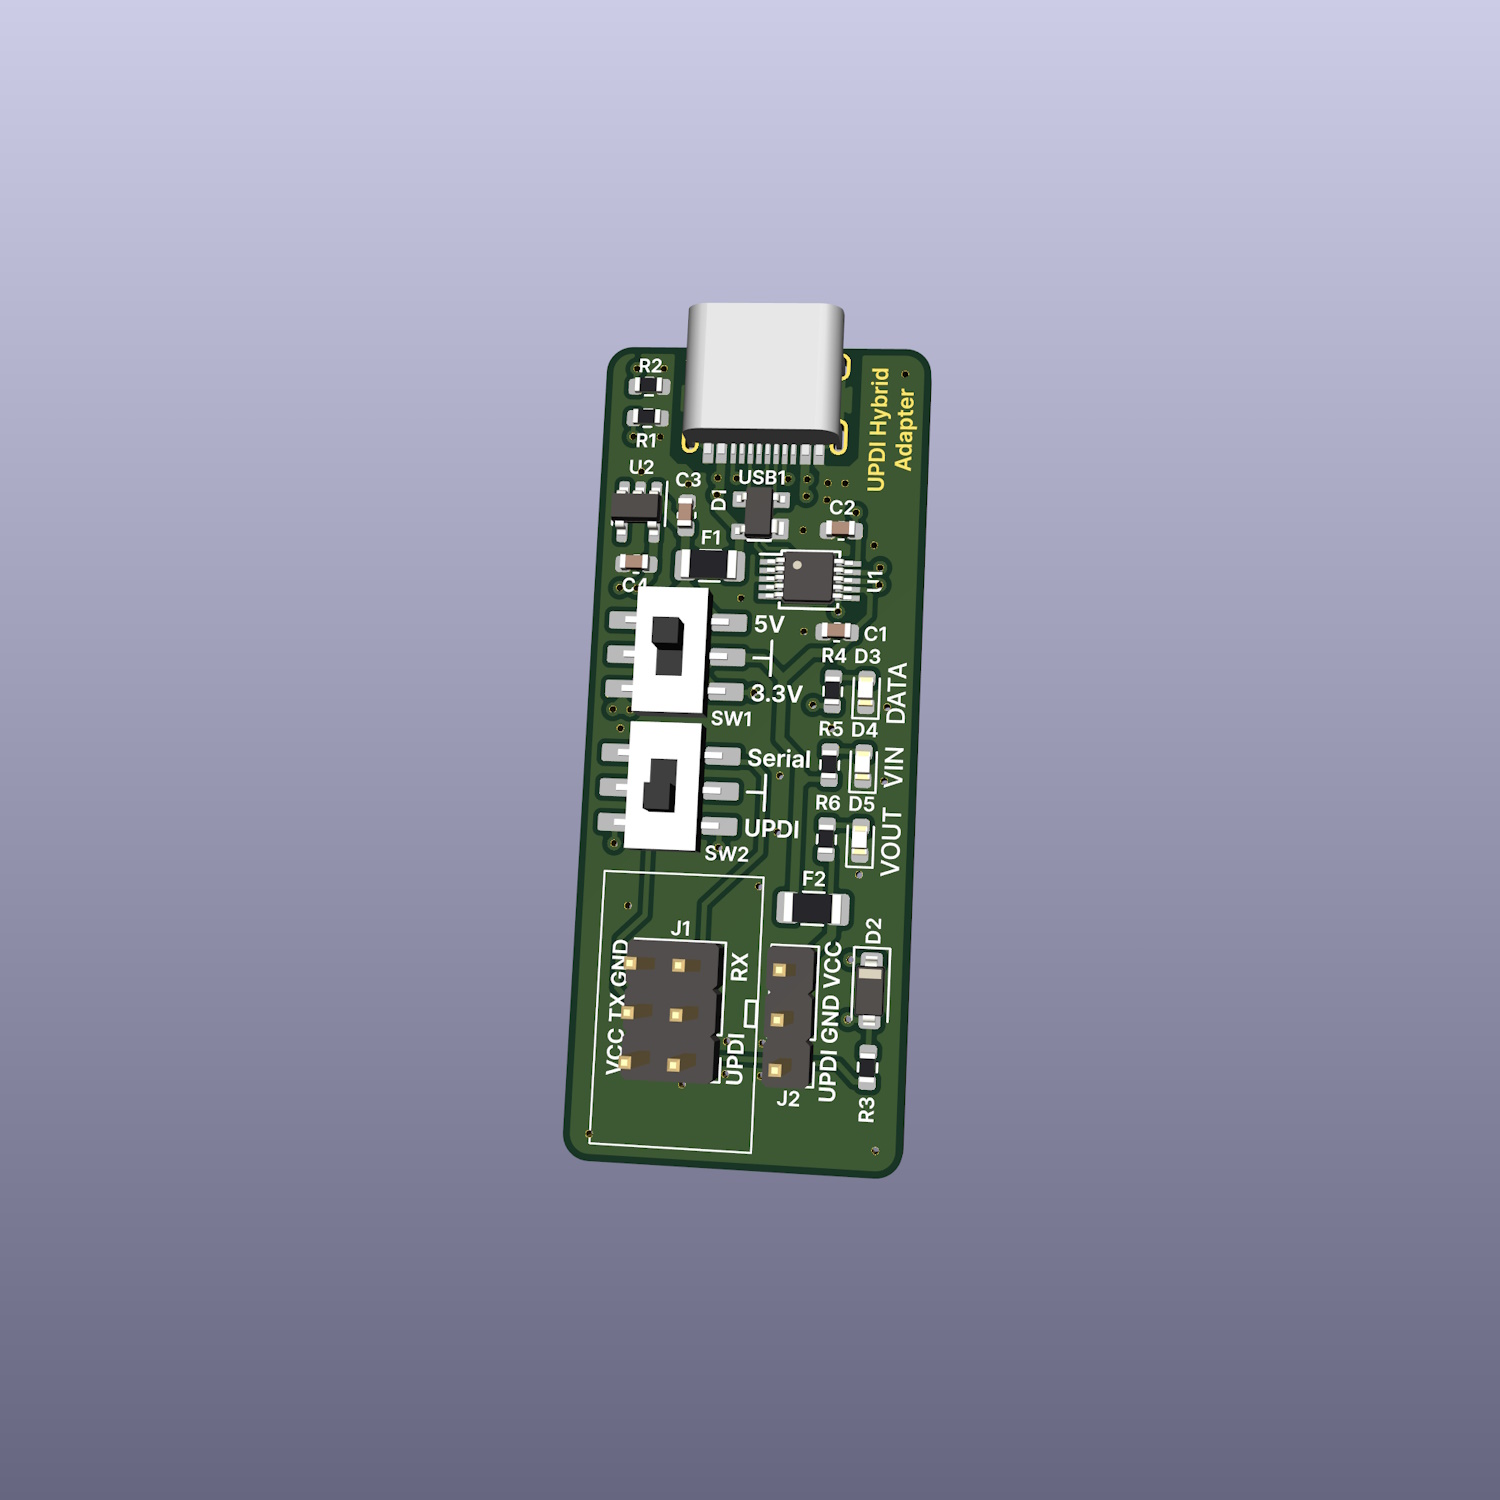 R2
R1
UPDI Hybrid
Adapter
U2
C3
D1
USB1
C2
F1
U1
C4
5V
C1
R4 D3
3.3V
DATA
SW1
R5 D4
Serial
VIN
R6 D5
UPDI
VOUT
SW2
F2
J1
D2
VCC TX GND
RX
UPDI
UPDI GND VCC
J2
R3